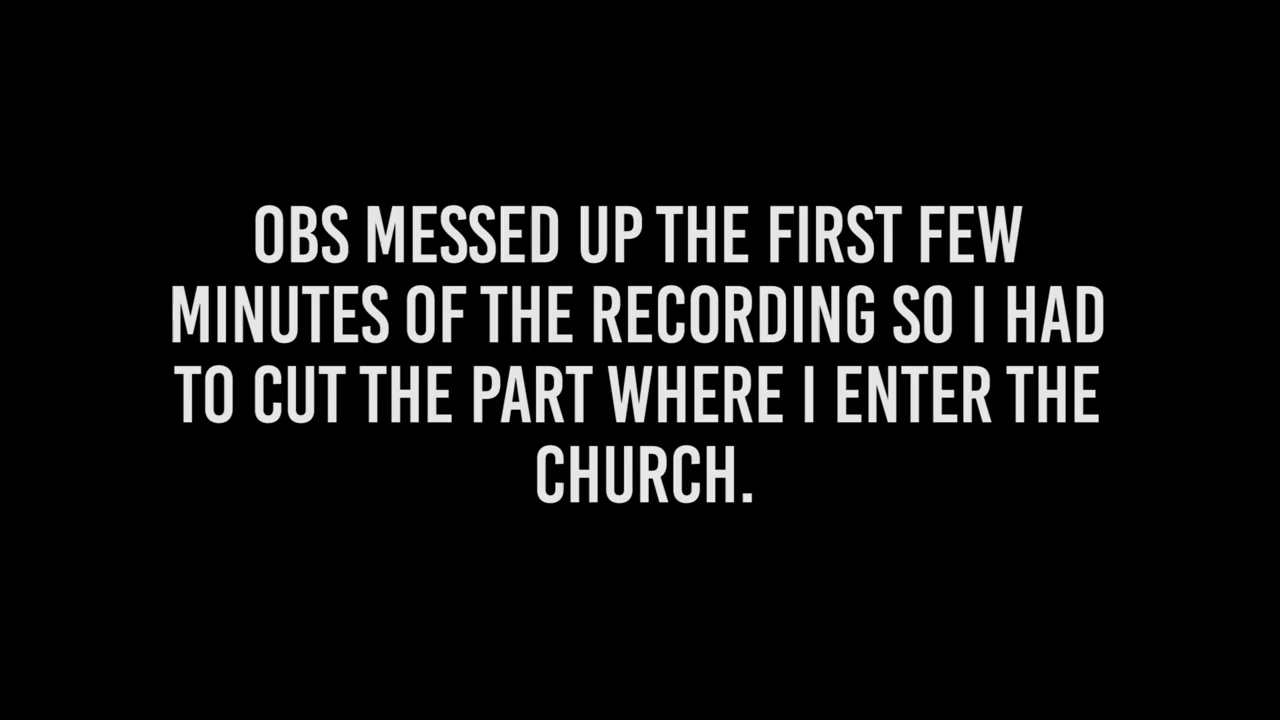 OBS MESSED UP THE FIRST FEW
MINUTES OF THE RECORDING SO I HAD
TO CUT THE PART WHERE I ENTER THE
CHURCH.